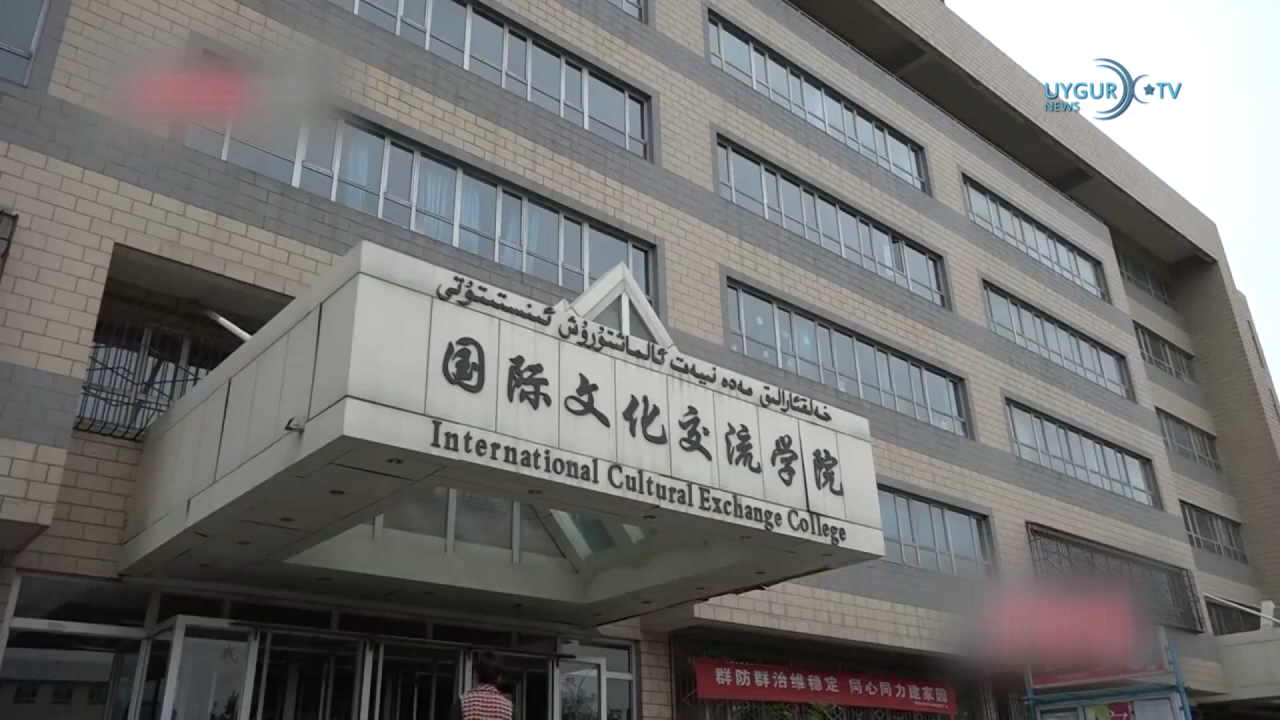 UYGUR TV
NEWS
خەلقئارالىق مەدەنىيەت ئالماشتۇرۇش ئىنستىتۇتى
国际文化交流学院
International Cultural Exchange College
群防群治维稳定 同心同力建家园